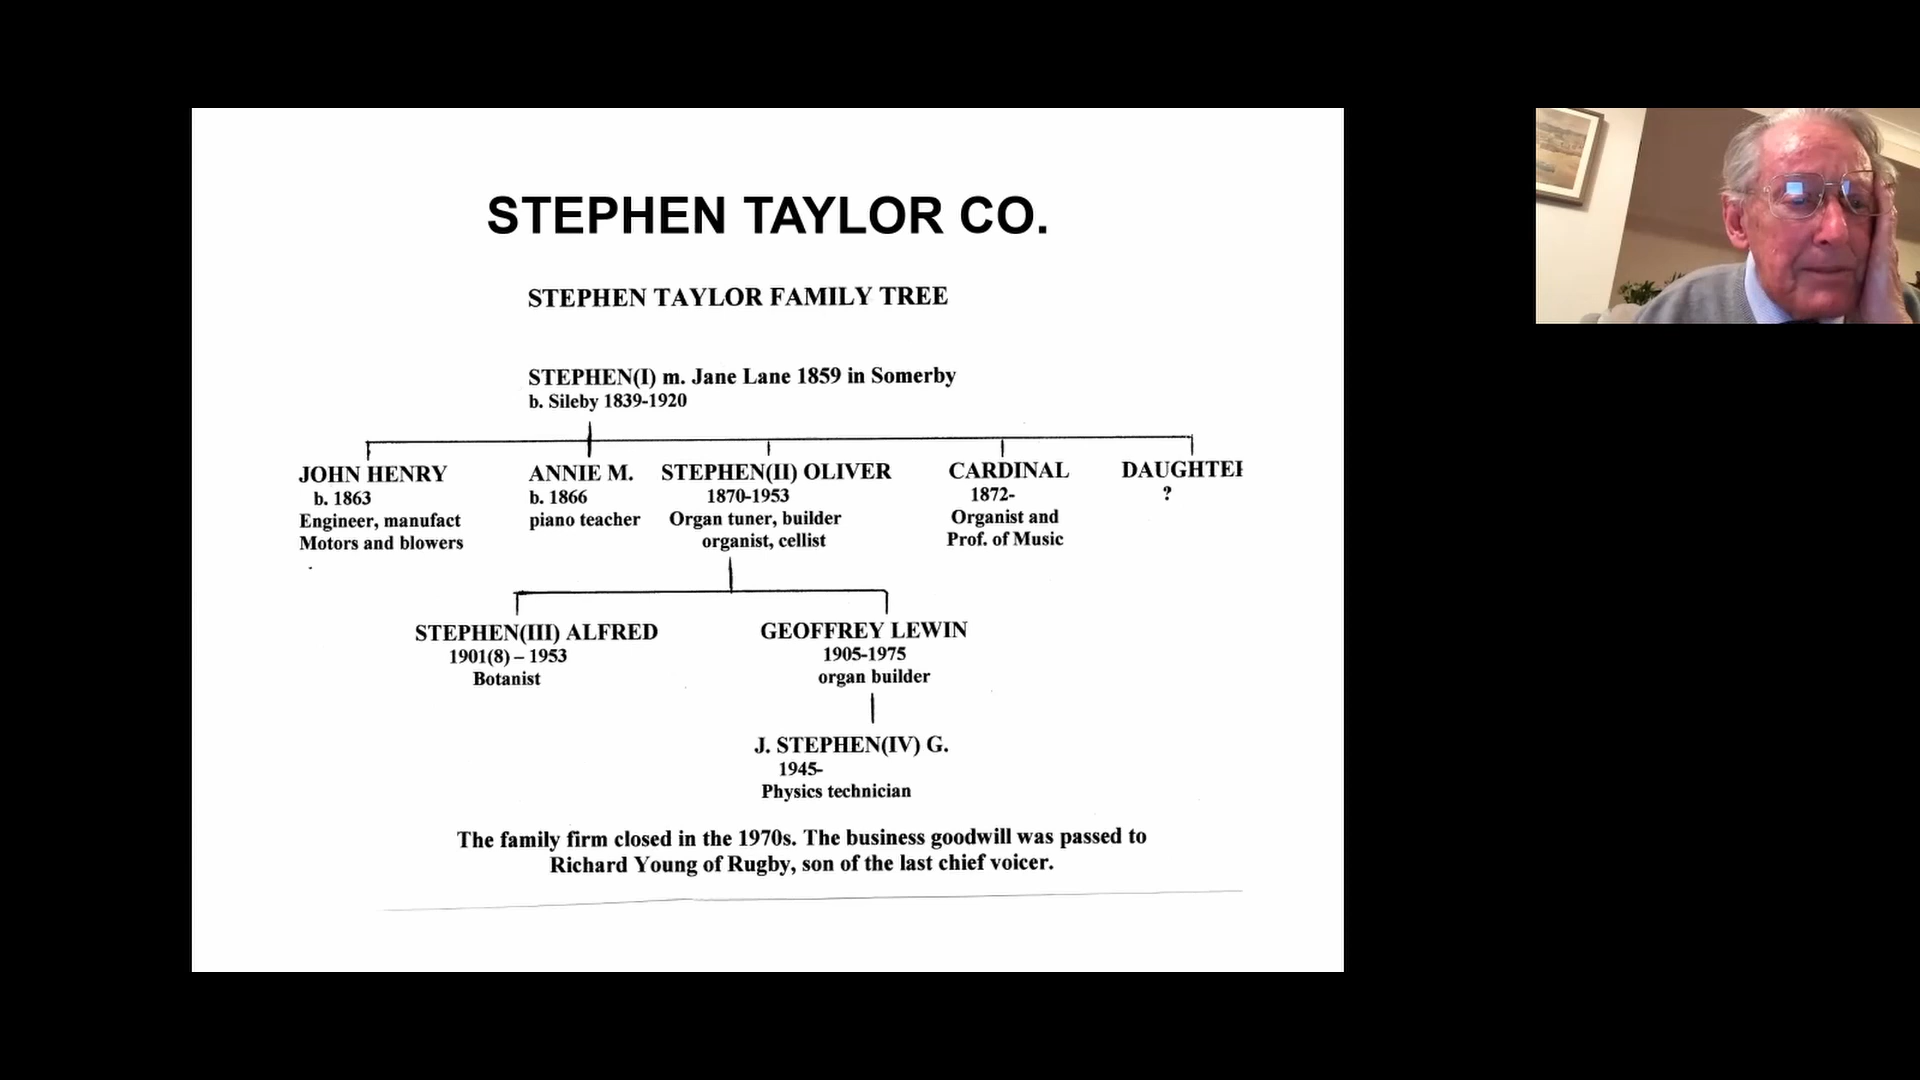 STEPHEN TAYLOR CO.
STEPHEN TAYLOR FAMILY TREE
STEPHEN(I) m. Jane Lane 1859 in Somerby
b. Sileby 1839-1920
JOHN HENRY
b. 1863
Engineer, manufact
Motors and blowers
ANNIE M.
b. 1866
piano teacher
STEPHEN(II) OLIVER
1870-1953
Organ tuner, builder
organist, cellist
CARDINAL
1872-
Organist and
Prof. of Music
DAUGHTE
?
STEPHEN(III) ALFRED
1901(8) – 1953
Botanist
GEOFFREY LEWIN
1905-1975
organ builder
J. STEPHEN(IV) G.
1945-
Physics technician
The family firm closed in the 1970s. The business goodwill was passed to
Richard Young of Rugby, son of the last chief voicer.